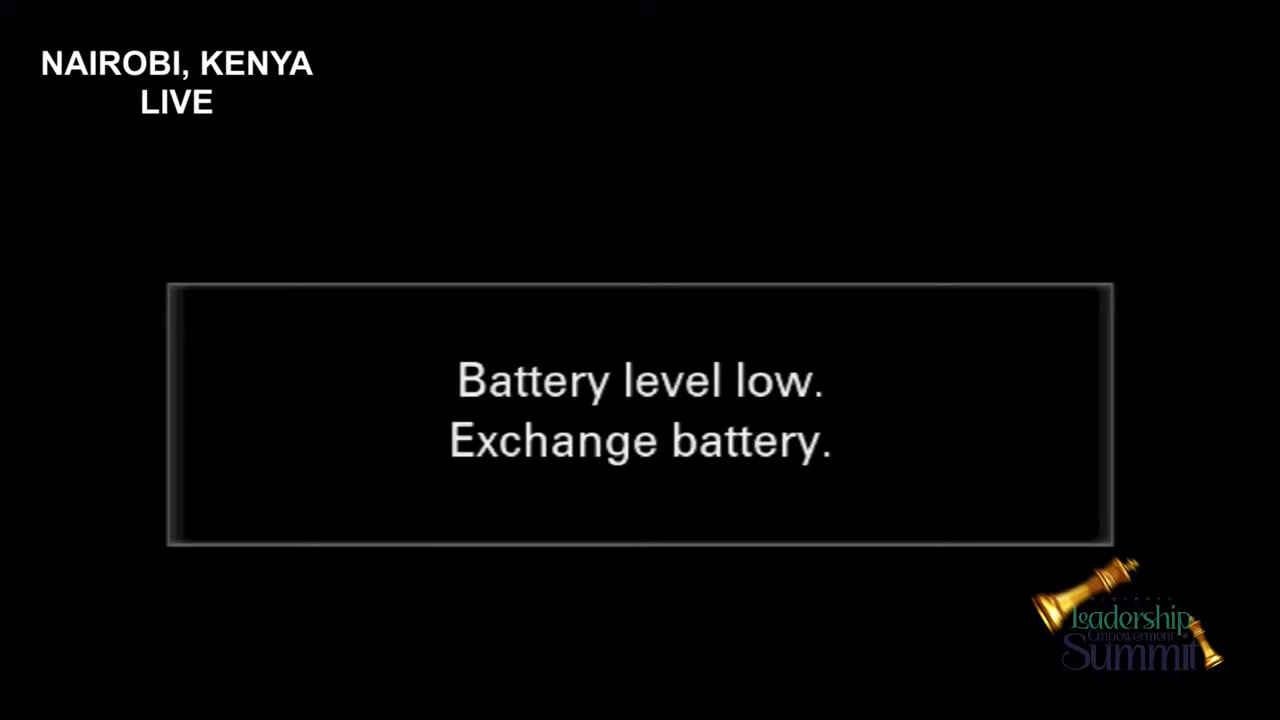 NAIROBI, KENYA
LIVE
Battery level low.
Exchange battery.
Leadership
Empowerment
Summit